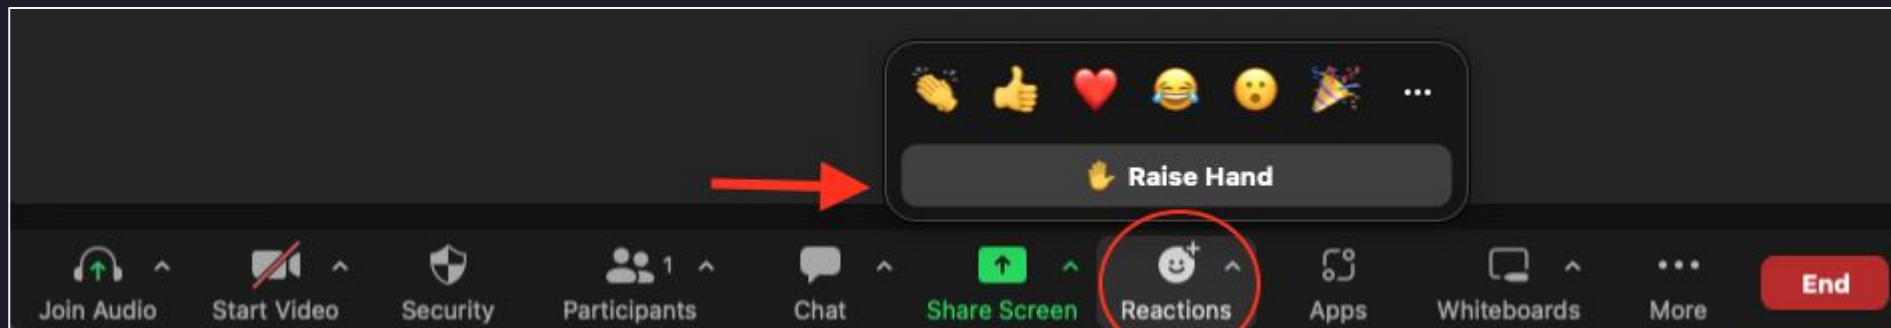 Raise Hand
1
Join Audio
Start Video
Security
Participants
Chat
Share Screen
Reactions
Apps
Whiteboards
More
End